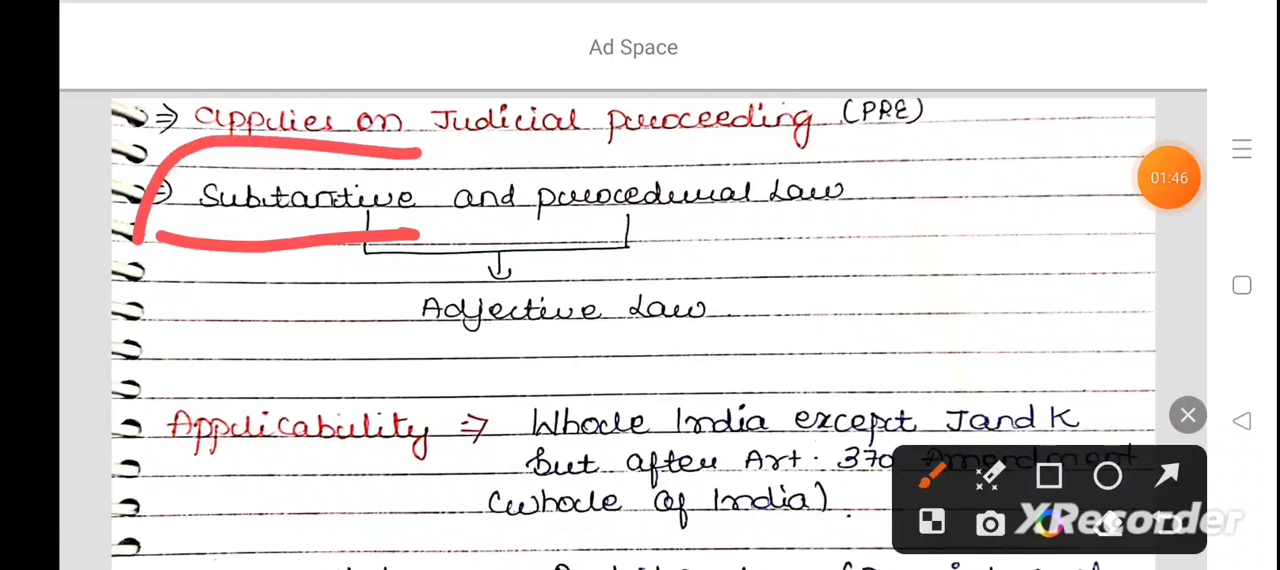 Ad Space
⇒ applies on Judicial proceeding (PRE)
⇒ Substantive and procedural Law
Adjective Law
01:46
Applicability ⇒ Whole India except J and K
But after Art. 370 Amendment
(whole of India).
XRecorder